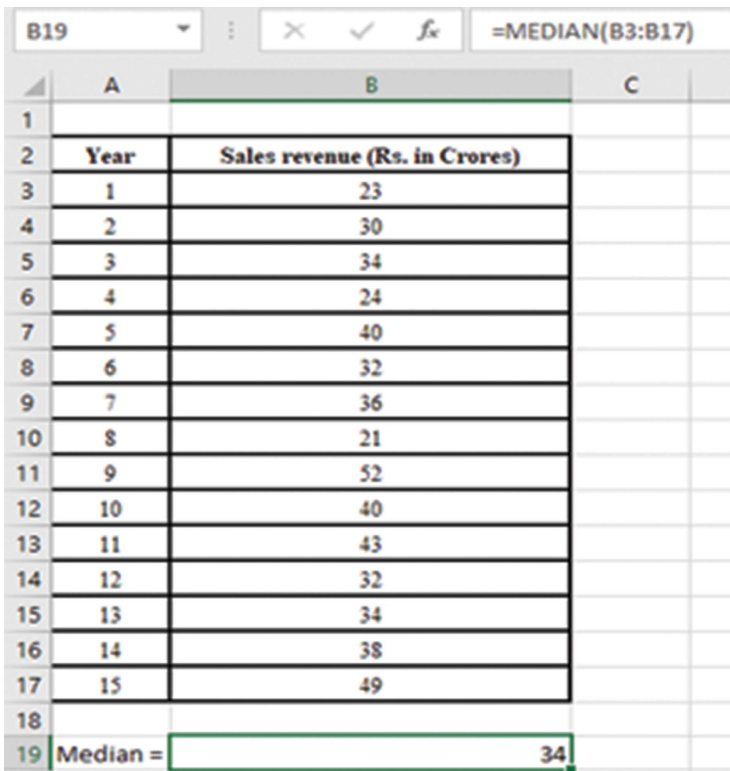 B19 fx =MEDIAN(B3:B17)
A B C
1
2 Year Sales revenue (Rs. in Crores)
3 1 23
4 2 30
5 3 34
6 4 24
7 5 40
8 6 32
9 7 36
10 8 21
11 9 52
12 10 40
13 11 43
14 12 32
15 13 34
16 14 38
17 15 49
18
19 Median = 34